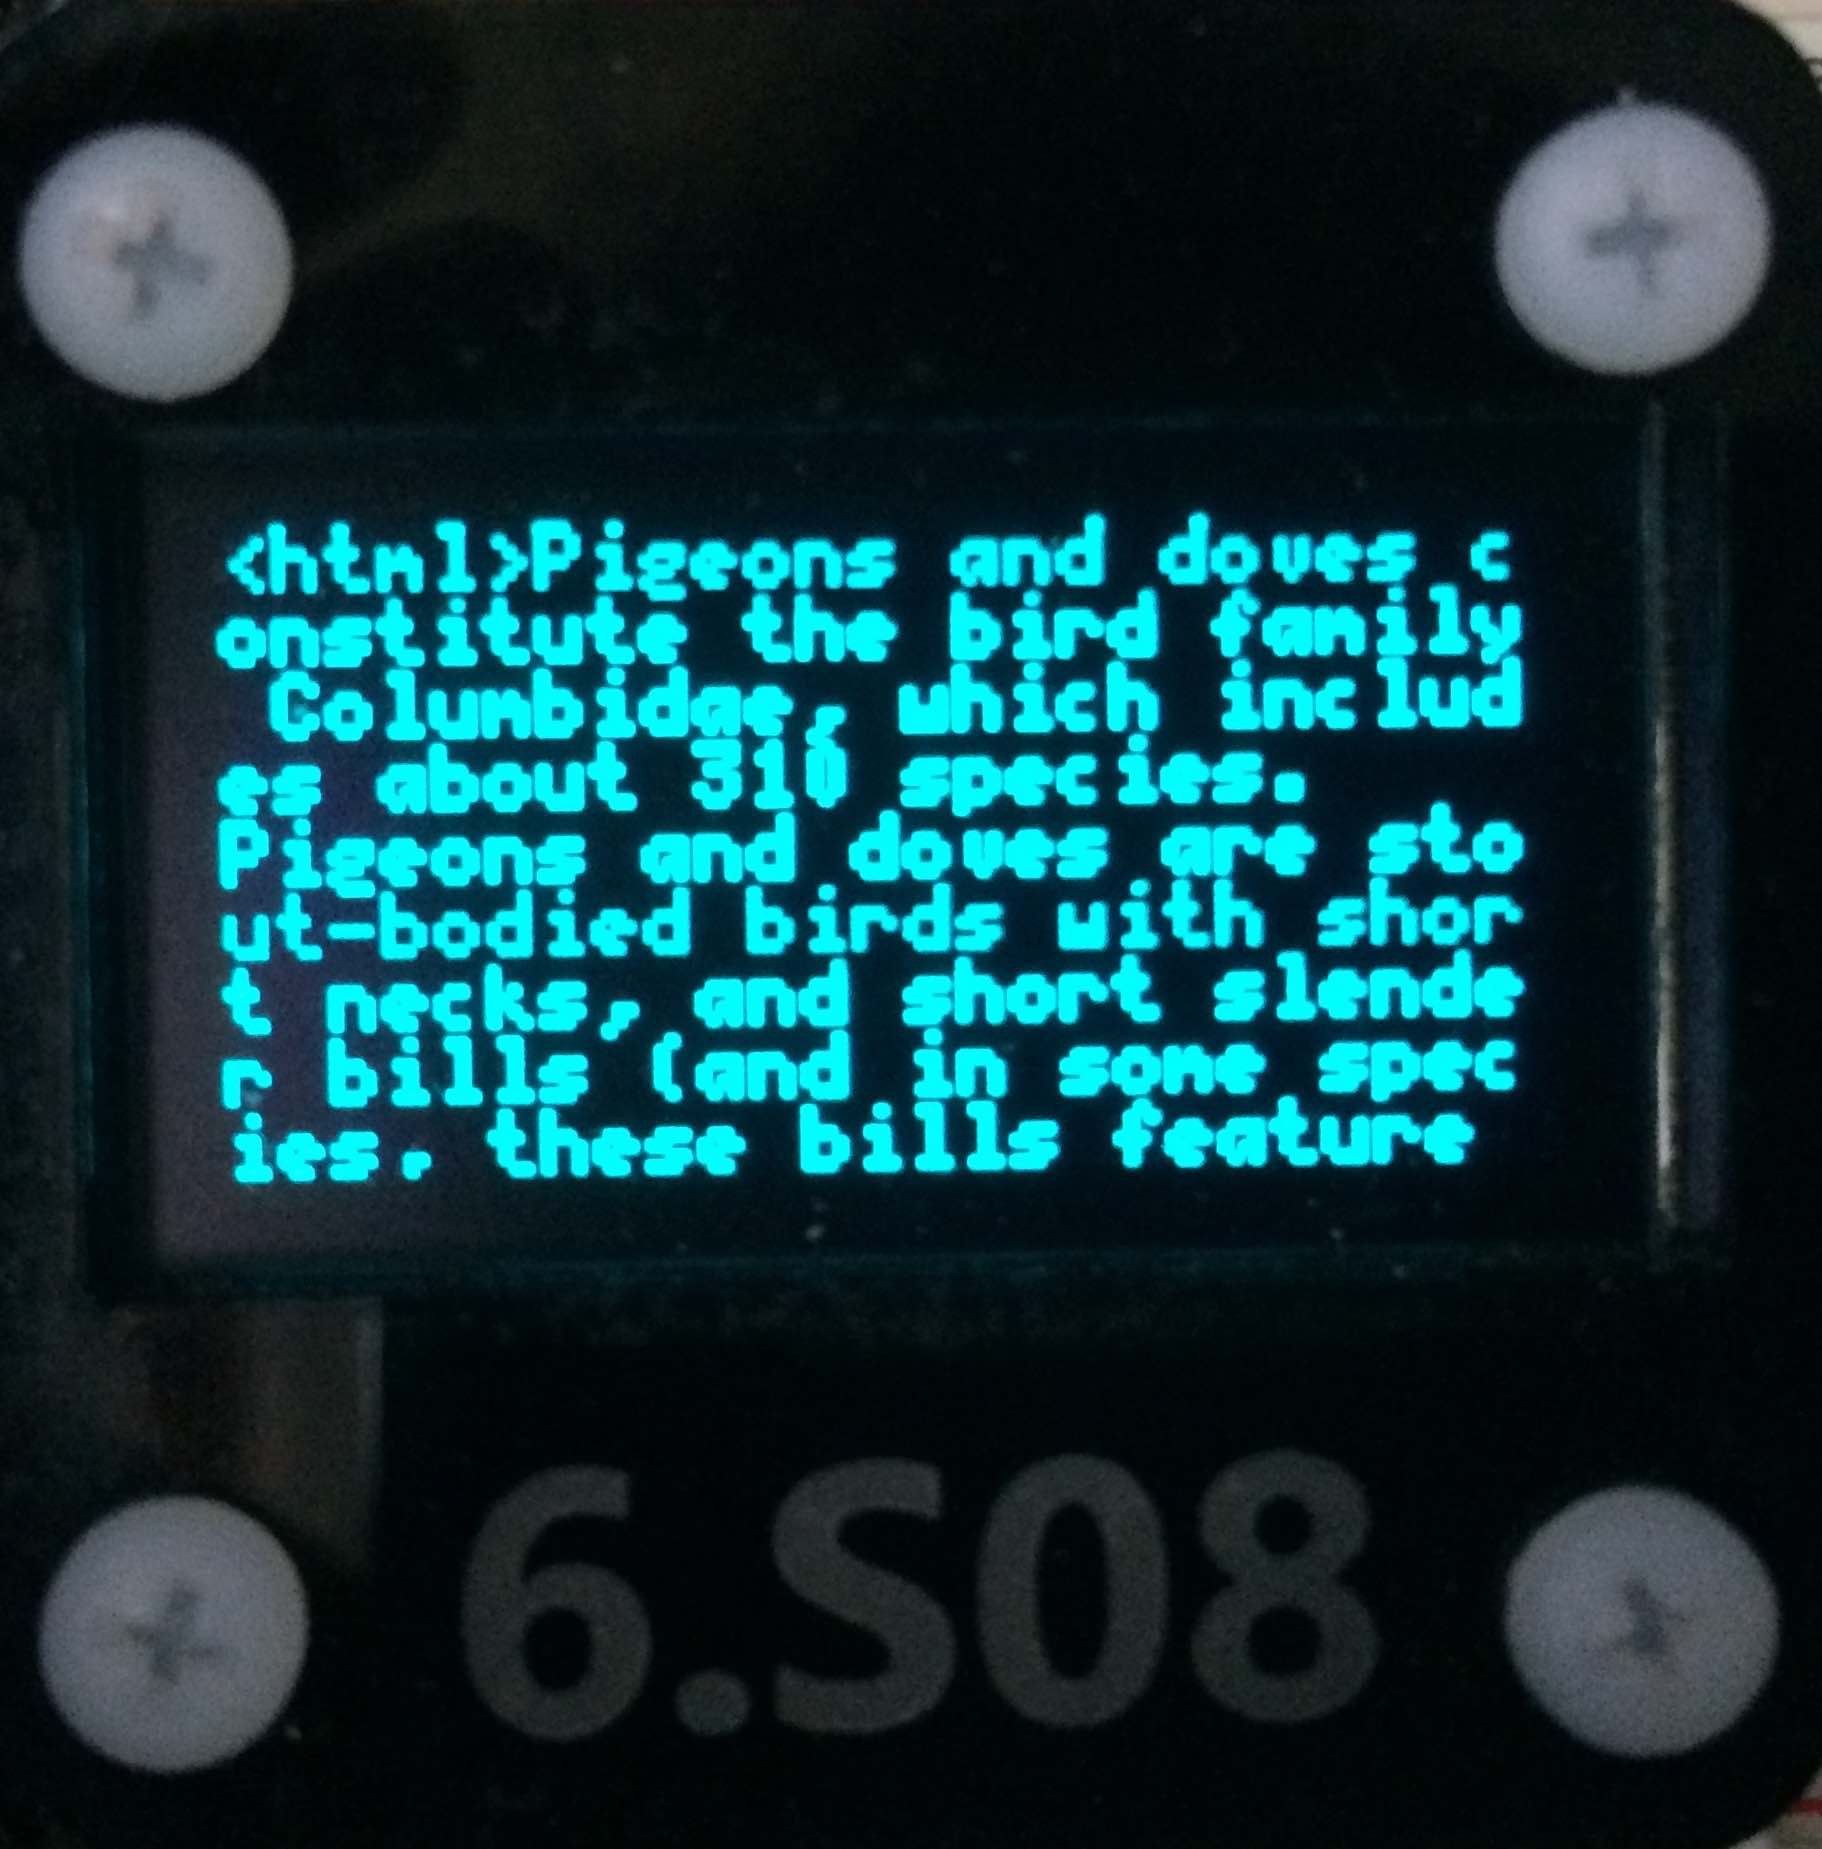 <html>Pigeons and doves c
onstitute the bird family
 Columbidae, which includ
es about 310 species.
Pigeons and doves are sto
ut-bodied birds with shor
t necks, and short slende
r bills (and in some spec
ies, these bills feature
6.S08